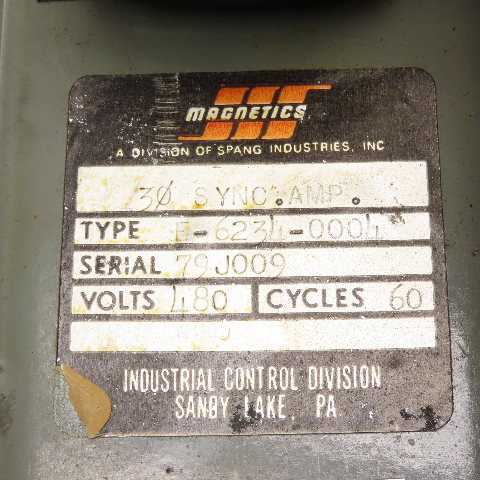 MAGNETICS
A DIVISION OF SPANG INDUSTRIES, INC
3Ø SYNC. AMP.
TYPE E-6234-0004
SERIAL 79J009
VOLTS 480 CYCLES 60
INDUSTRIAL CONTROL DIVISION
SANDY LAKE, PA